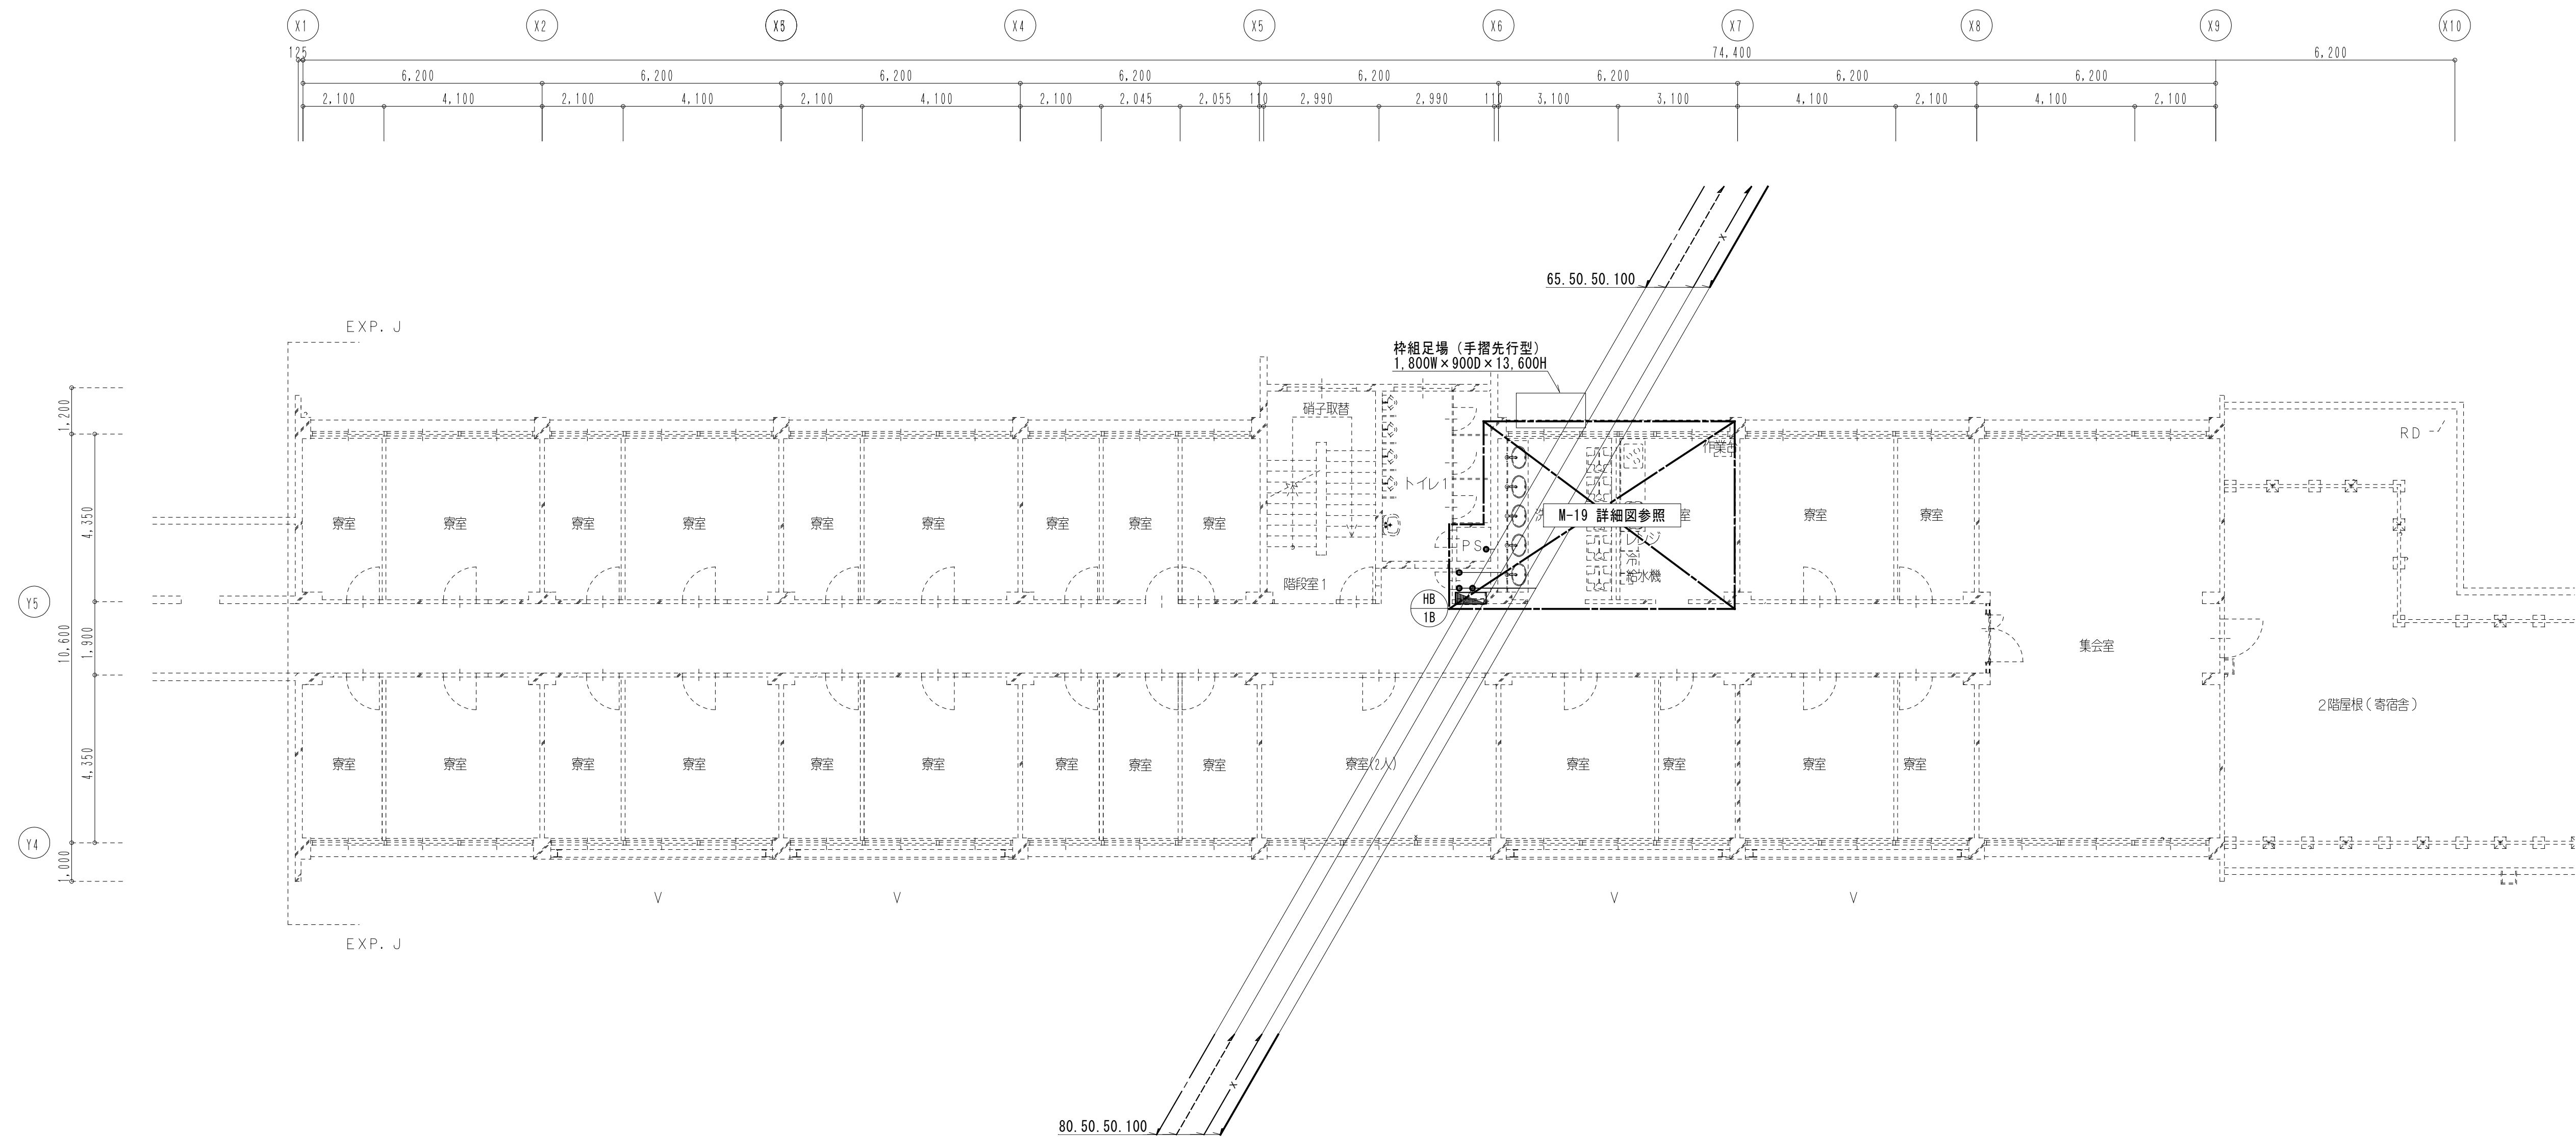 X1 X2 X3 X4 X5 X6 X7 X8 X9 X10
125 74,400 6,200
6,200 6,200 6,200 6,200 6,200 6,200 6,200 6,200
2,100 4,100 2,100 4,100 2,100 4,100 2,100 2,045 2,055 110 2,990 2,990 110 3,100 3,100 4,100 2,100 4,100 2,100
65.50.50.100
EXP. J
枠組足場（手摺先行型）
1,800W×900D×13,600H
1,200
硝子取替
RD
作業台
トイレ1
4,350
寮室 寮室 寮室 寮室 寮室 寮室 寮室 寮室 寮室
M-19 詳細図参照
寮室 寮室
レンジ
PS
冷
給水機
階段室1
Y5
HB
1B
10,600
1,900
集会室
2階屋根(寄宿舎)
4,350
寮室 寮室 寮室 寮室 寮室 寮室 寮室 寮室 寮室 寮室(2人) 寮室 寮室 寮室 寮室
Y4
1,000
V V V V
EXP. J
80.50.50.100